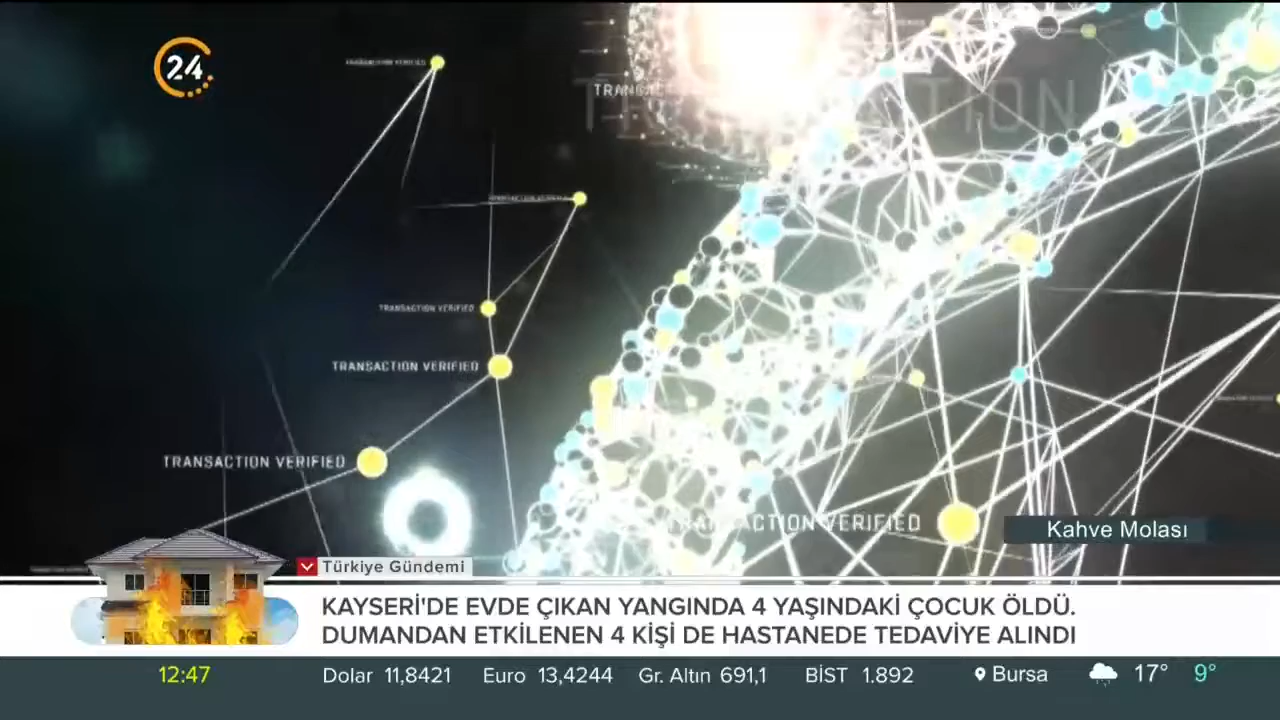 24
TRANSACTION VERIFIED
TRANSACTION VERIFIED
TRANSACTION VERIFIED
TRANSACTION VERIFIED
TRANSACTION VERIFIED
Kahve Molası
Türkiye Gündemi
KAYSERİ'DE EVDE ÇIKAN YANGINDA 4 YAŞINDAKİ ÇOCUK ÖLDÜ.
DUMANDAN ETKİLENEN 4 KİŞİ DE HASTANEDE TEDAVİYE ALINDI
12:47 Dolar 11,8421 Euro 13,4244 Gr. Altın 691,1 BİST 1.892 Bursa 17° 9°